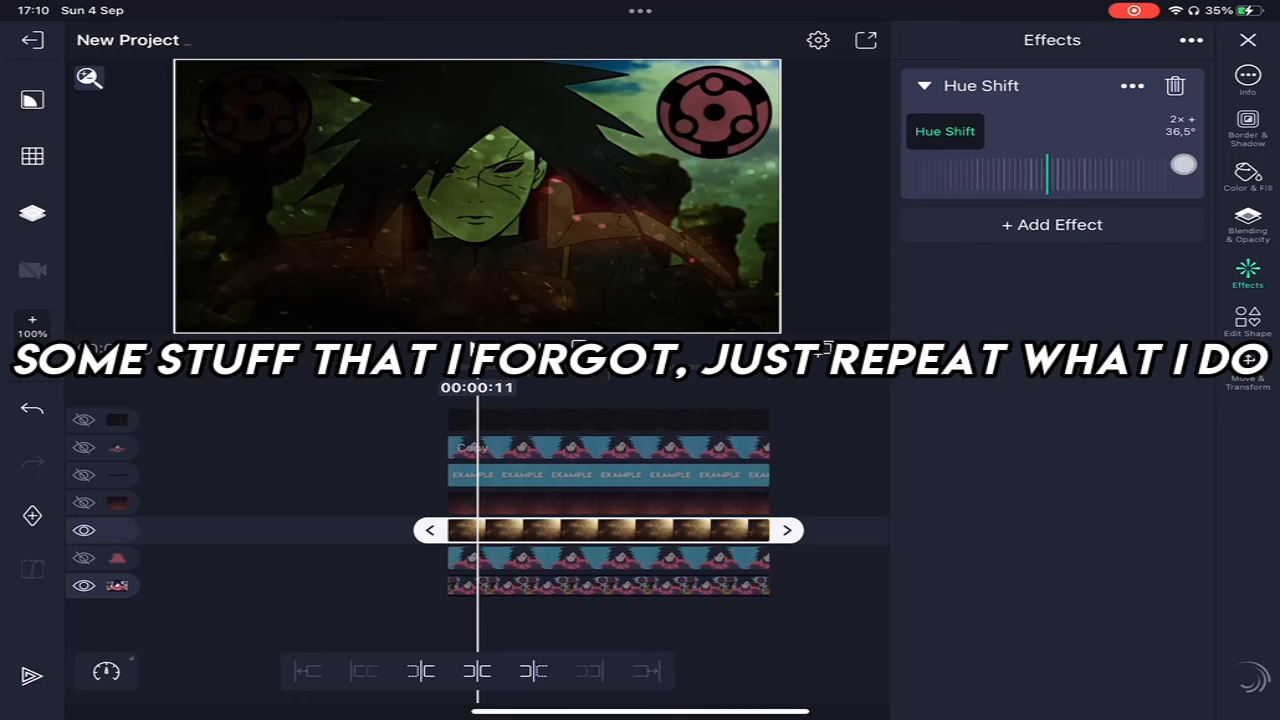 17:10 Sun 4 Sep
35%
New Project
Effects
Info
Hue Shift
Hue Shift
2× +
36,5°
Border &
Shadow
Color & Fill
+ Add Effect
Blending
& Opacity
Effects
+
100%
Edit Shape
SOME STUFF THAT I FORGOT, JUST REPEAT WHAT I DO
Move &
Transform
00:00:11
Copy
EXAMPLE EXAMPLE EXAMPLE EXAMPLE EXAMPLE EXAMPLE EXA